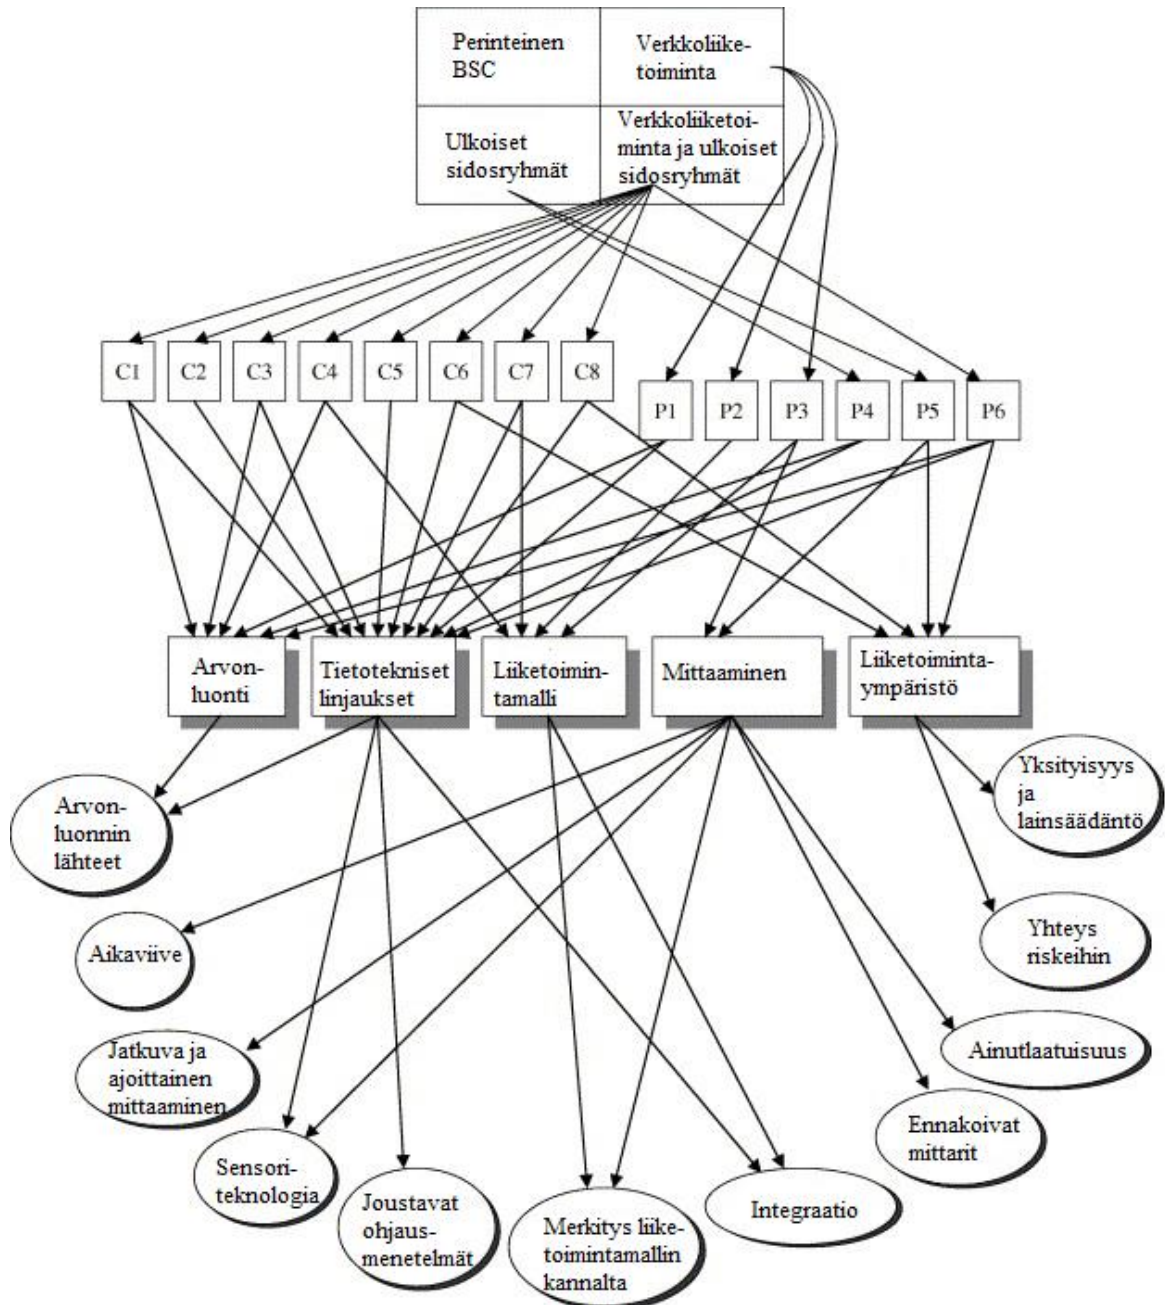 Perinteinen
BSC
Verkkoliike-
toiminta
Ulkoiset
sidosryhmät
Verkkoliiketoi-
minta ja ulkoiset
sidosryhmät
C1
C2
C3
C4
C5
C6
C7
C8
P1
P2
P3
P4
P5
P6
Arvon-
luonti
Tietotekniset
linjaukset
Liiketoimin-
tamalli
Mittaaminen
Liiketoiminta-
ympäristö
Arvon-
luonnin
lähteet
Yksityisyys
ja
lainsäädäntö
Aikaviive
Yhteys
riskeihin
Jatkuva ja
ajoittainen
mittaaminen
Ainutlaatuisuus
Sensori-
teknologia
Joustavat
ohjaus-
menetelmät
Merkitys liike-
toimintamallin
kannalta
Integraatio
Ennakoivat
mittarit